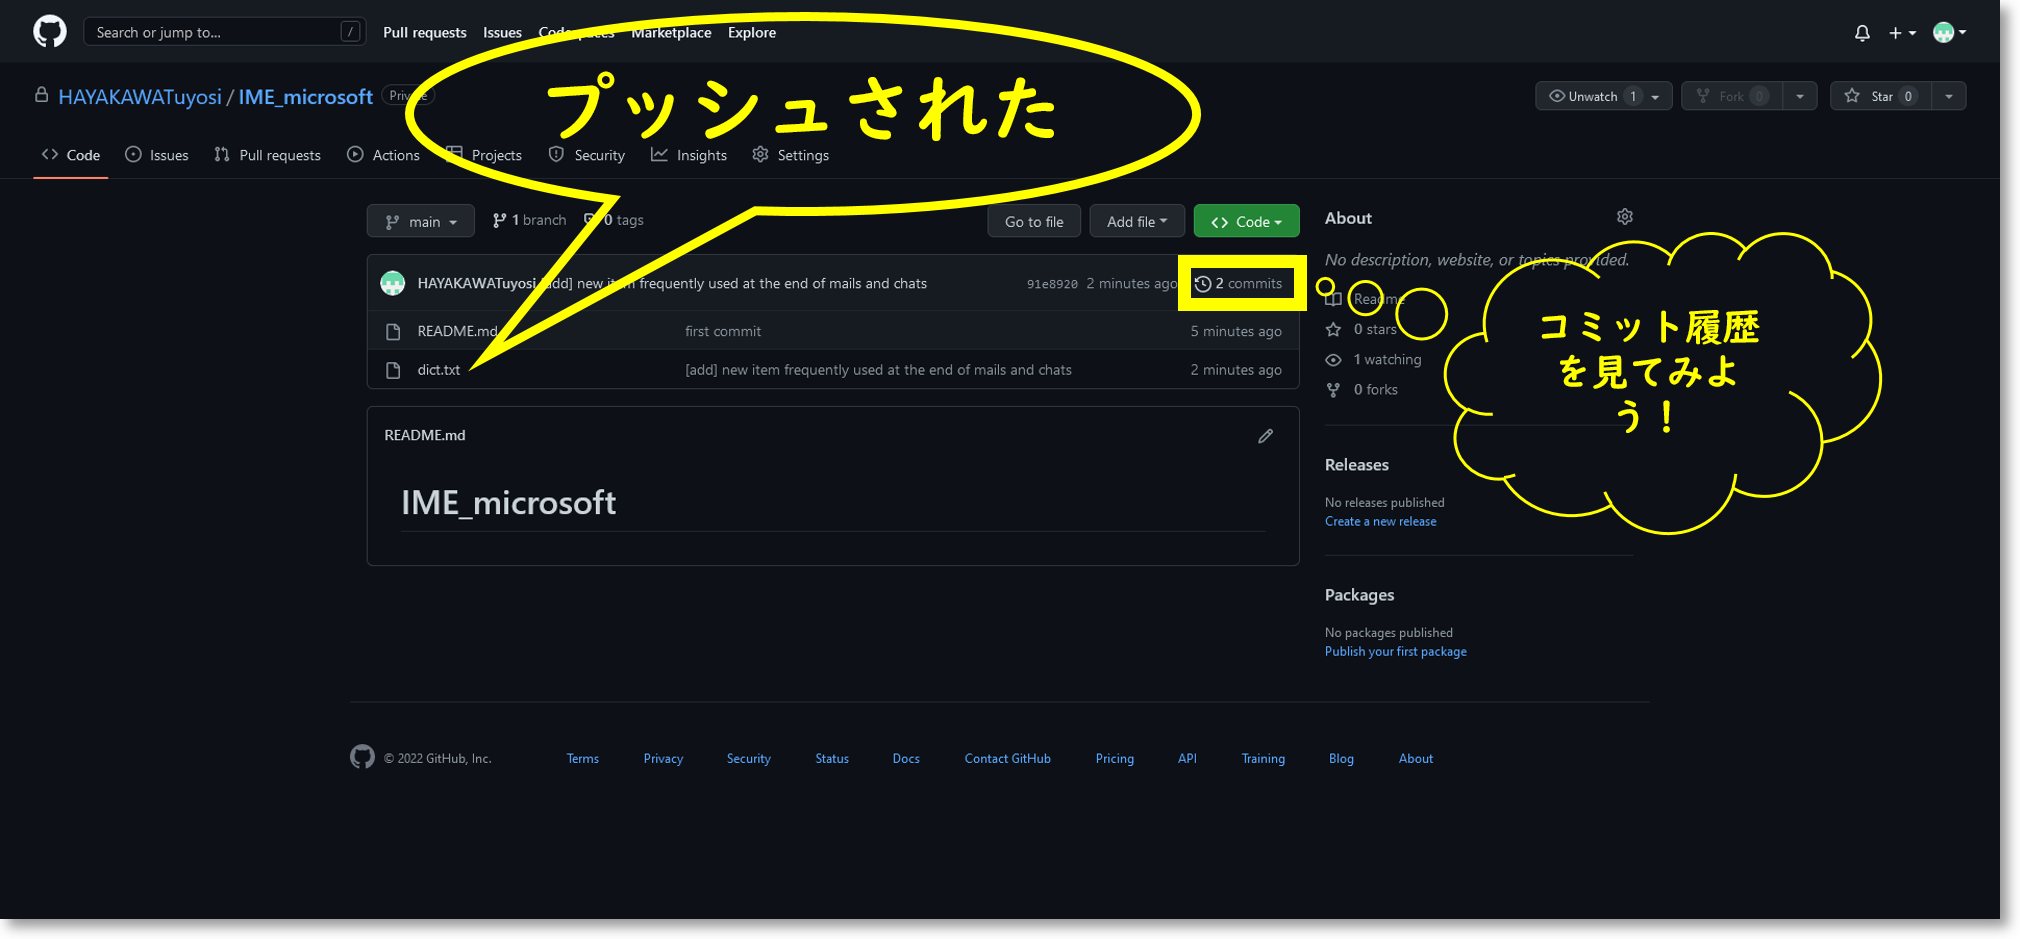 Search or jump to... /
Pull requests Issues Codespaces Marketplace Explore
プッシュされた
HAYAKAWATuyosi / IME_microsoft Private
Unwatch 1 Fork 0 Star 0
Code Issues Pull requests Actions Projects Security Insights Settings
main 1 branch 0 tags
Go to file Add file Code
HAYAKAWATuyosi [add] new item frequently used at the end of mails and chats 91e8920 2 minutes ago 2 commits
README.md first commit 5 minutes ago
dict.txt [add] new item frequently used at the end of mails and chats 2 minutes ago
README.md
IME_microsoft
About
No description, website, or topics provided.
Readme
0 stars
1 watching
0 forks
コミット履歴
を見てみよ
う！
Releases
No releases published
Create a new release
Packages
No packages published
Publish your first package
© 2022 GitHub, Inc. Terms Privacy Security Status Docs Contact GitHub Pricing API Training Blog About